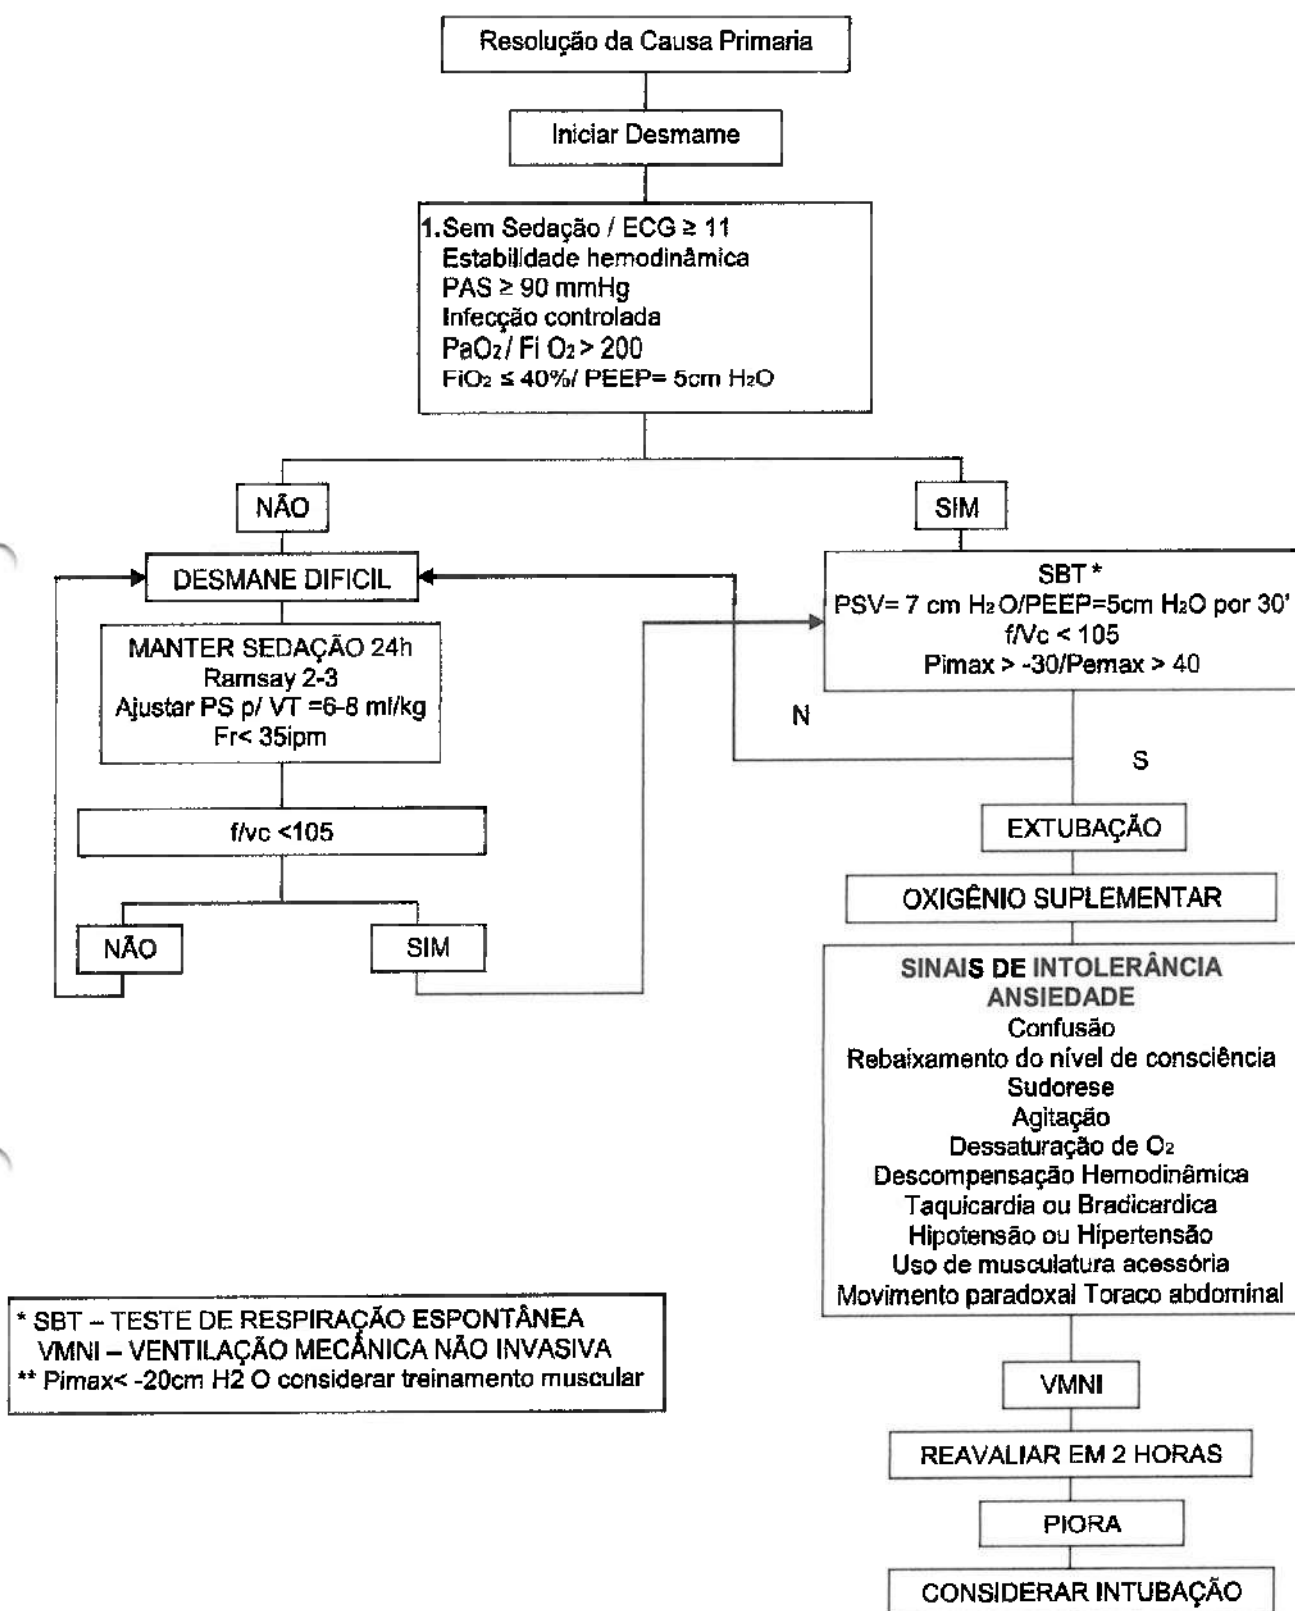 Resolução da Causa Primaria
Iniciar Desmame
1.Sem Sedação / ECG ≥ 11
Estabilidade hemodinâmica
PAS ≥ 90 mmHg
Infecção controlada
PaO₂/ Fi O₂ > 200
FiO₂ ≤ 40%/ PEEP= 5cm H₂O
NÃO
SIM
DESMANE DIFICIL
MANTER SEDAÇÃO 24h
Ramsay 2-3
Ajustar PS p/ VT =6-8 ml/kg
Fr< 35ipm
f/vc <105
NÃO
SIM
SBT *
PSV= 7 cm H₂O/PEEP=5cm H₂O por 30'
f/Vc < 105
Pimax > -30/Pemax > 40
N
S
EXTUBAÇÃO
OXIGÊNIO SUPLEMENTAR
SINAIS DE INTOLERÂNCIA
ANSIEDADE
Confusão
Rebaixamento do nível de consciência
Sudorese
Agitação
Dessaturação de O₂
Descompensação Hemodinâmica
Taquicardia ou Bradicardica
Hipotensão ou Hipertensão
Uso de musculatura acessória
Movimento paradoxal Toraco abdominal
VMNI
REAVALIAR EM 2 HORAS
PIORA
CONSIDERAR INTUBAÇÃO
* SBT – TESTE DE RESPIRAÇÃO ESPONTÂNEA
VMNI – VENTILAÇÃO MECÂNICA NÃO INVASIVA
** Pimax< -20cm H2 O considerar treinamento muscular